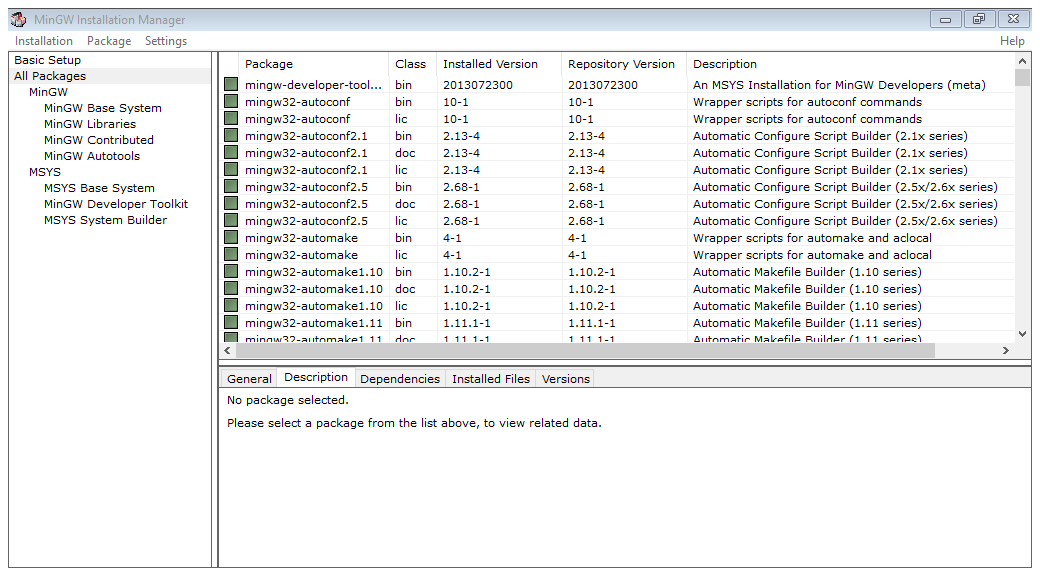 MinGW Installation Manager
Installation Package Settings Help
Basic Setup
All Packages
MinGW
MinGW Base System
MinGW Libraries
MinGW Contributed
MinGW Autotools
MSYS
MSYS Base System
MinGW Developer Toolkit
MSYS System Builder
Package Class Installed Version Repository Version Description
mingw-developer-tool... bin 2013072300 2013072300 An MSYS Installation for MinGW Developers (meta)
mingw32-autoconf bin 10-1 10-1 Wrapper scripts for autoconf commands
mingw32-autoconf lic 10-1 10-1 Wrapper scripts for autoconf commands
mingw32-autoconf2.1 bin 2.13-4 2.13-4 Automatic Configure Script Builder (2.1x series)
mingw32-autoconf2.1 doc 2.13-4 2.13-4 Automatic Configure Script Builder (2.1x series)
mingw32-autoconf2.1 lic 2.13-4 2.13-4 Automatic Configure Script Builder (2.1x series)
mingw32-autoconf2.5 bin 2.68-1 2.68-1 Automatic Configure Script Builder (2.5x/2.6x series)
mingw32-autoconf2.5 doc 2.68-1 2.68-1 Automatic Configure Script Builder (2.5x/2.6x series)
mingw32-autoconf2.5 lic 2.68-1 2.68-1 Automatic Configure Script Builder (2.5x/2.6x series)
mingw32-automake bin 4-1 4-1 Wrapper scripts for automake and aclocal
mingw32-automake lic 4-1 4-1 Wrapper scripts for automake and aclocal
mingw32-automake1.10 bin 1.10.2-1 1.10.2-1 Automatic Makefile Builder (1.10 series)
mingw32-automake1.10 doc 1.10.2-1 1.10.2-1 Automatic Makefile Builder (1.10 series)
mingw32-automake1.10 lic 1.10.2-1 1.10.2-1 Automatic Makefile Builder (1.10 series)
mingw32-automake1.11 bin 1.11.1-1 1.11.1-1 Automatic Makefile Builder (1.11 series)
mingw32-automake1.11 doc 1.11.1-1 1.11.1-1 Automatic Makefile Builder (1.11 series)
General Description Dependencies Installed Files Versions
No package selected.
Please select a package from the list above, to view related data.